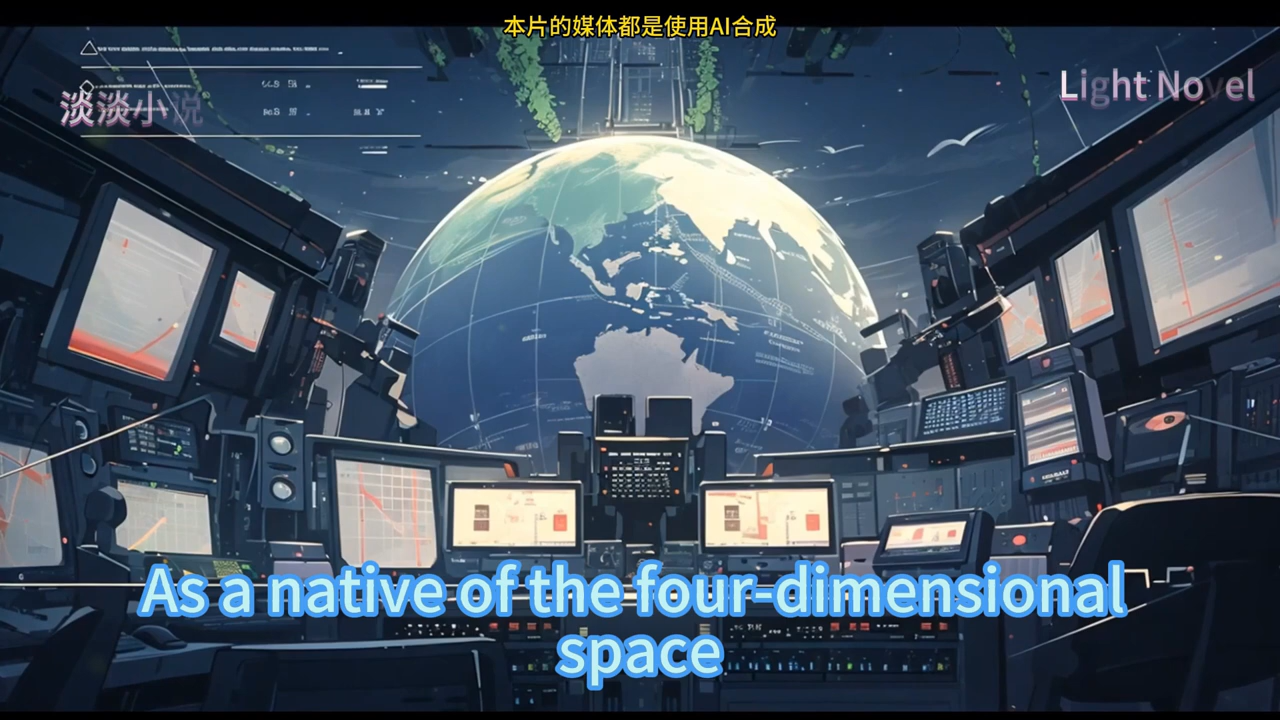 本片的媒体都是使用AI合成
淡淡小说
Light Novel
As a native of the four-dimensional
space